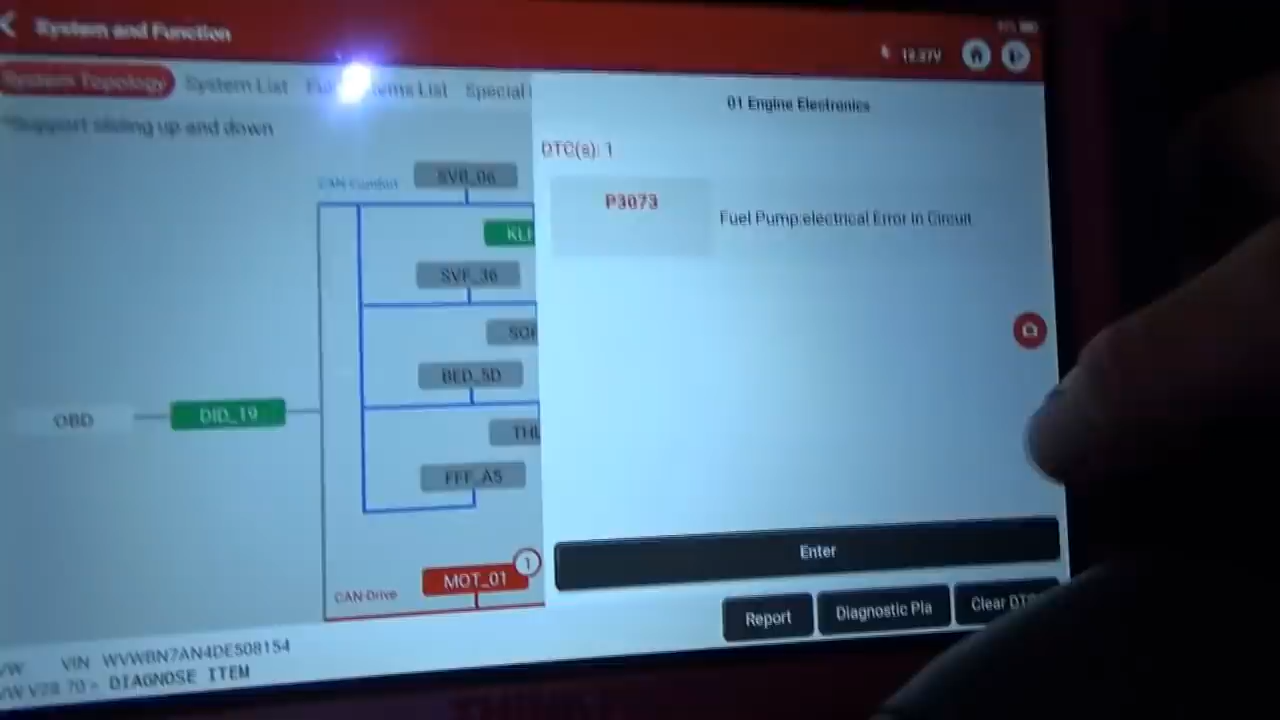 System and Function
12.37V
System Topology
System List
Special
Support sliding up and down
01 Engine Electronics
DTC(s): 1
P3073
Fuel Pump:electrical Error in Circuit
CAN-Comfort
SVB_06
SVF_36
BED_5D
FFF_A5
OBD
DID_19
MOT_01
1
CAN-Drive
Enter
Report
Diagnostic Pla
Clear
VIN WVWBN7AN4DE508154
DIAGNOSE ITEM